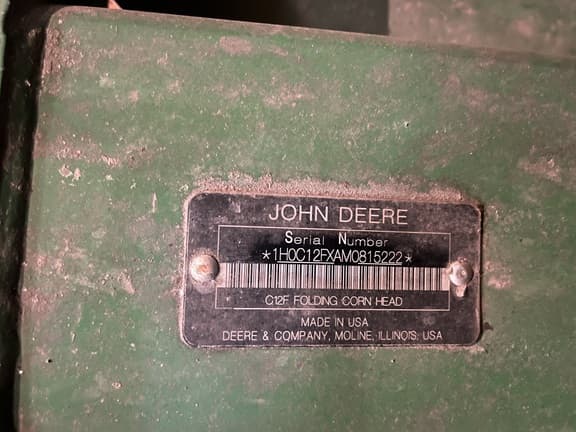 JOHN DEERE
Serial Number
*1H0C12FXAM0815222*
C12F FOLDING CORN HEAD
MADE IN USA
DEERE & COMPANY, MOLINE, ILLINOIS USA